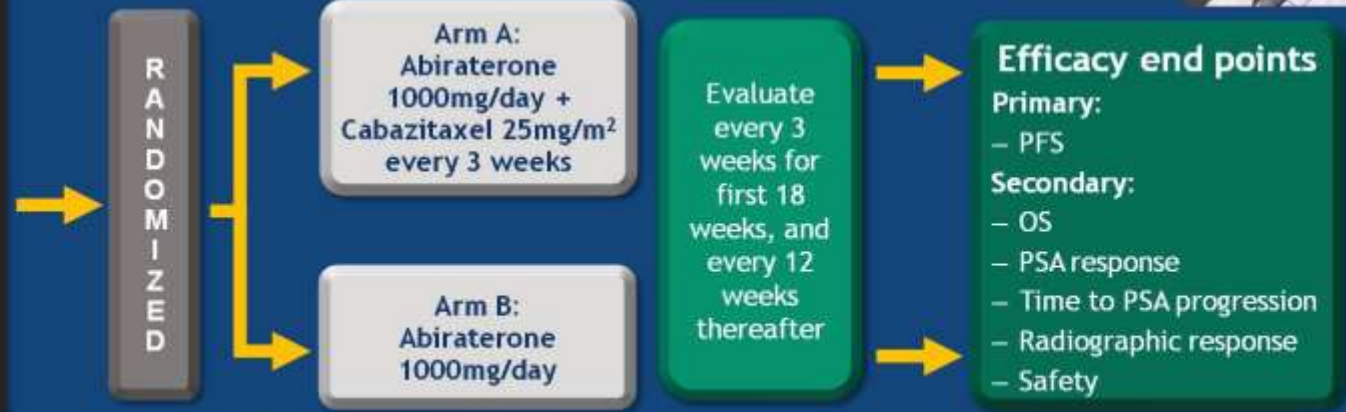 RANDOMIZED
Arm A:
Abiraterone
1000mg/day +
Cabazitaxel 25mg/m²
every 3 weeks
Arm B:
Abiraterone
1000mg/day
Evaluate
every 3
weeks for
first 18
weeks, and
every 12
weeks
thereafter
Efficacy end points
Primary:
– PFS
Secondary:
– OS
– PSA response
– Time to PSA progression
– Radiographic response
– Safety